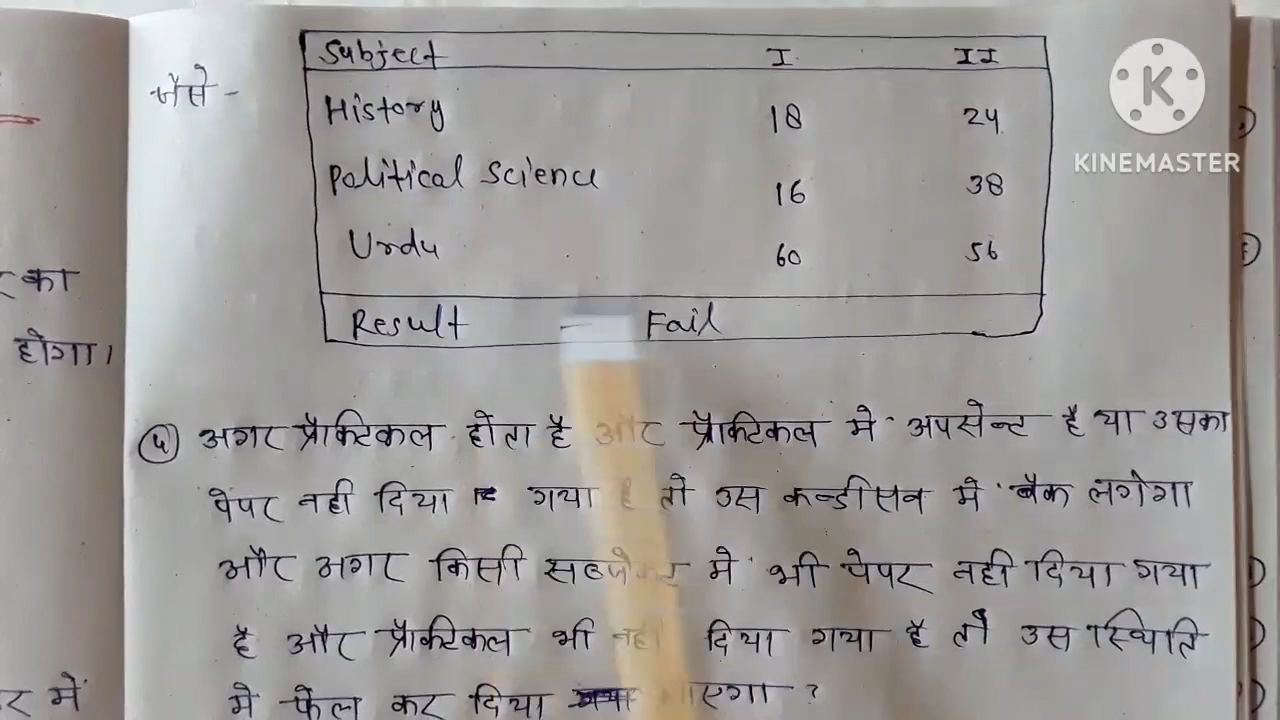 जैसे -
Subject I II
History 18 24
Political Science 16 38
Urdu 60 56
Result - Fail
र का
होगा।
५ अगर प्रैक्टिकल होता है और प्रैक्टिकल मे अपसेन्ट है या उसका
पेपर नही दिया गया है तो उस कन्डीसन मे बैक लगेगा
और अगर किसी सब्जेक्ट मे भी पेपर नही दिया गया
है और प्रैक्टिकल भी नही दिया गया है तो उस स्थिति
मे फेल कर दिया जाएगा ?
र में
KINEMASTER